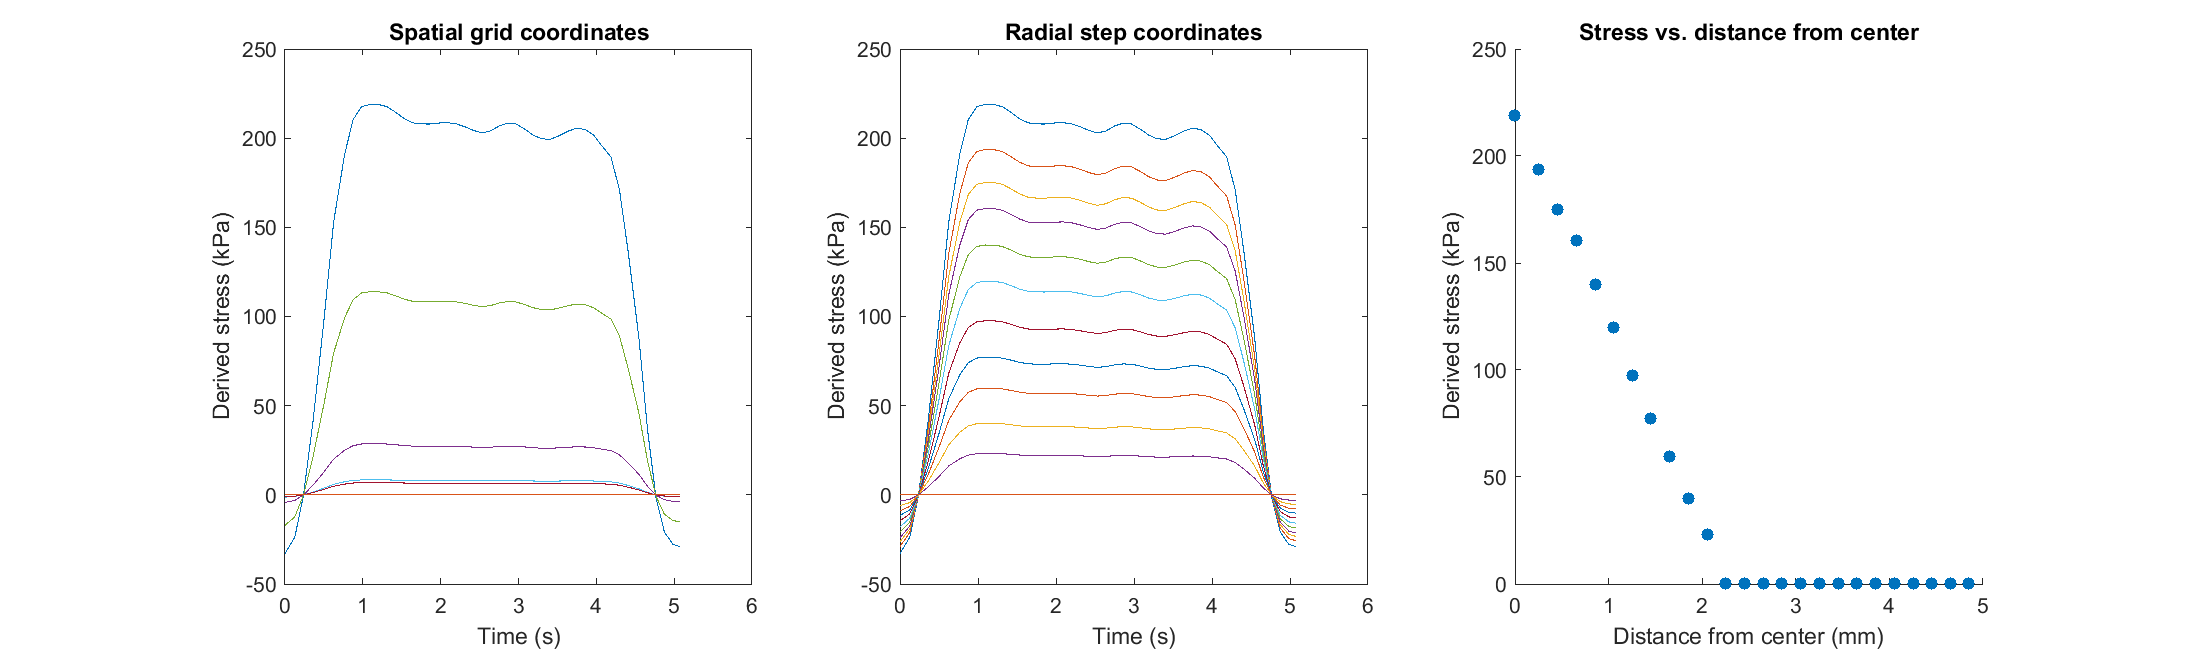 Spatial grid coordinates
250
200
150
100
50
0
-50
0 1 2 3 4 5 6
Derived stress (kPa)
Time (s)
Radial step coordinates
250
200
150
100
50
0
-50
0 1 2 3 4 5 6
Derived stress (kPa)
Time (s)
Stress vs. distance from center
250
200
150
100
50
0
0 1 2 3 4 5
Derived stress (kPa)
Distance from center (mm)